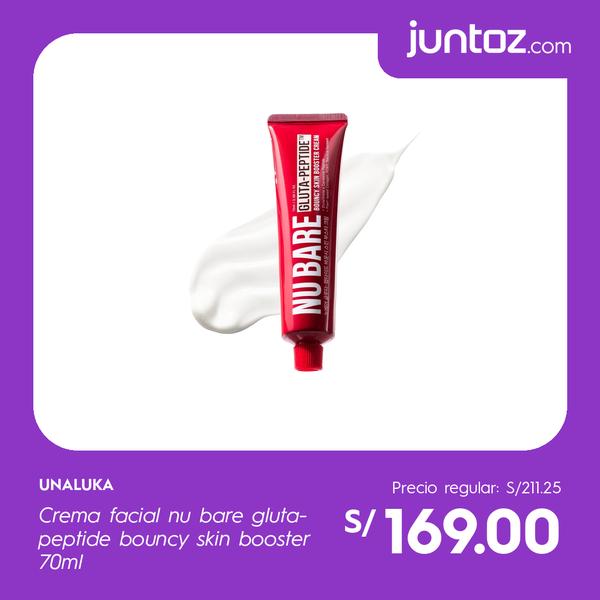 juntoz.com
NU BARE
GLUTA-PEPTIDE™
BOUNCY SKIN BOOSTER CREAM
UNALUKA
Crema facial nu bare gluta-
peptide bouncy skin booster
70ml
Precio regular: S/211.25
S/ 169.00